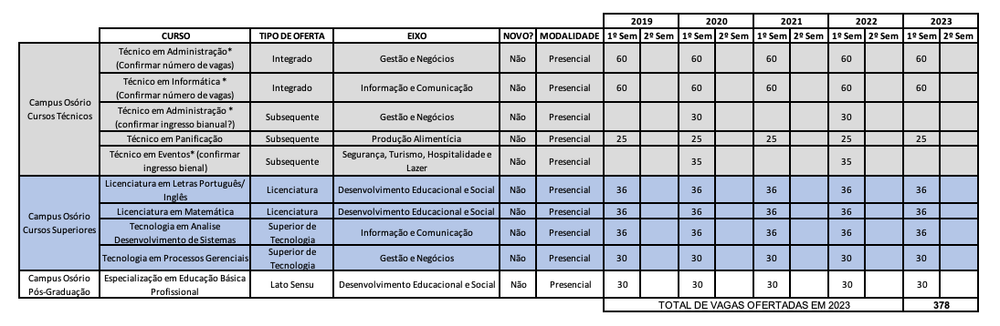 2019 2020 2021 2022 2023
CURSO TIPO DE OFERTA EIXO NOVO? MODALIDADE 1º Sem 2º Sem 1º Sem 2º Sem 1º Sem 2º Sem 1º Sem 2º Sem 1º Sem 2º Sem
Campus Osório
Cursos Técnicos
Técnico em Administração*
(Confirmar número de vagas)
Integrado Gestão e Negócios Não Presencial 60 60 60 60 60
Técnico em Informática *
(Confirmar número de vagas)
Integrado Informação e Comunicação Não Presencial 60 60 60 60 60
Técnico em Administração *
(confirmar ingresso bianual?)
Subsequente Gestão e Negócios Não Presencial 30 30
Técnico em Panificação Subsequente Produção Alimentícia Não Presencial 25 25 25 25 25
Técnico em Eventos* (confirmar
ingresso bienal)
Subsequente
Segurança, Turismo, Hospitalidade e
Lazer
Não Presencial 35 35
Campus Osório
Cursos Superiores
Licenciatura em Letras Português/
Inglês
Licenciatura Desenvolvimento Educacional e Social Não Presencial 36 36 36 36 36
Licenciatura em Matemática Licenciatura Desenvolvimento Educacional e Social Não Presencial 36 36 36 36 36
Tecnologia em Analise
Desenvolvimento de Sistemas
Superior de
Tecnologia
Informação e Comunicação Não Presencial 36 36 36 36 36
Tecnologia em Processos Gerenciais
Superior de
Tecnologia
Gestão e Negócios Não Presencial 30 30 30 30 30
Campus Osório
Pós-Graduação
Especialização em Educação Básica
Profissional
Lato Sensu Desenvolvimento Educacional e Social Não Presencial 30 30 30 30 30
TOTAL DE VAGAS OFERTADAS EM 2023 378